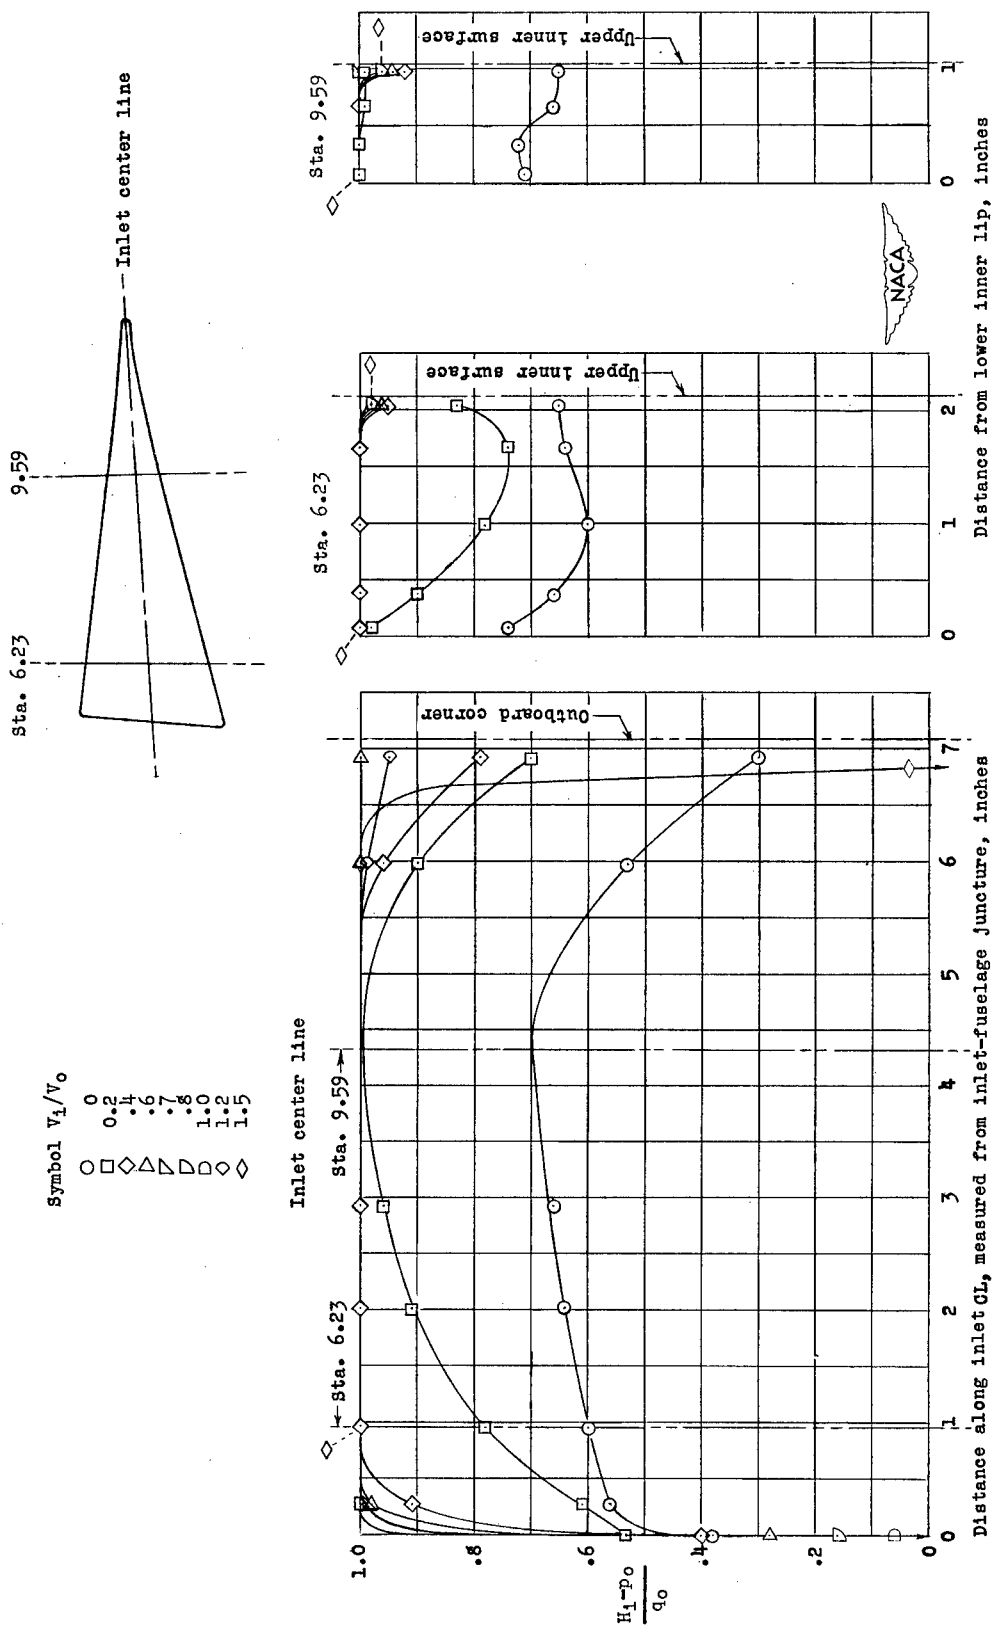 Symbol V₁/V₀
0
0.2
.4
.6
.7
.8
1.0
1.2
1.5
Sta. 6.23
9.59
Inlet center line
Inlet center line
Sta. 6.23
Sta. 9.59
Outboard corner
Sta. 6.23
Upper inner surface
Sta. 9.59
Upper inner surface
1.0
.8
.6
.4
.2
0
H₁-p₀
q₀
0 1 2 3 4 5 6 7
Distance along inlet CL, measured from inlet-fuselage juncture, inches
0 1 2
0 1
Distance from lower inner lip, inches
NACA